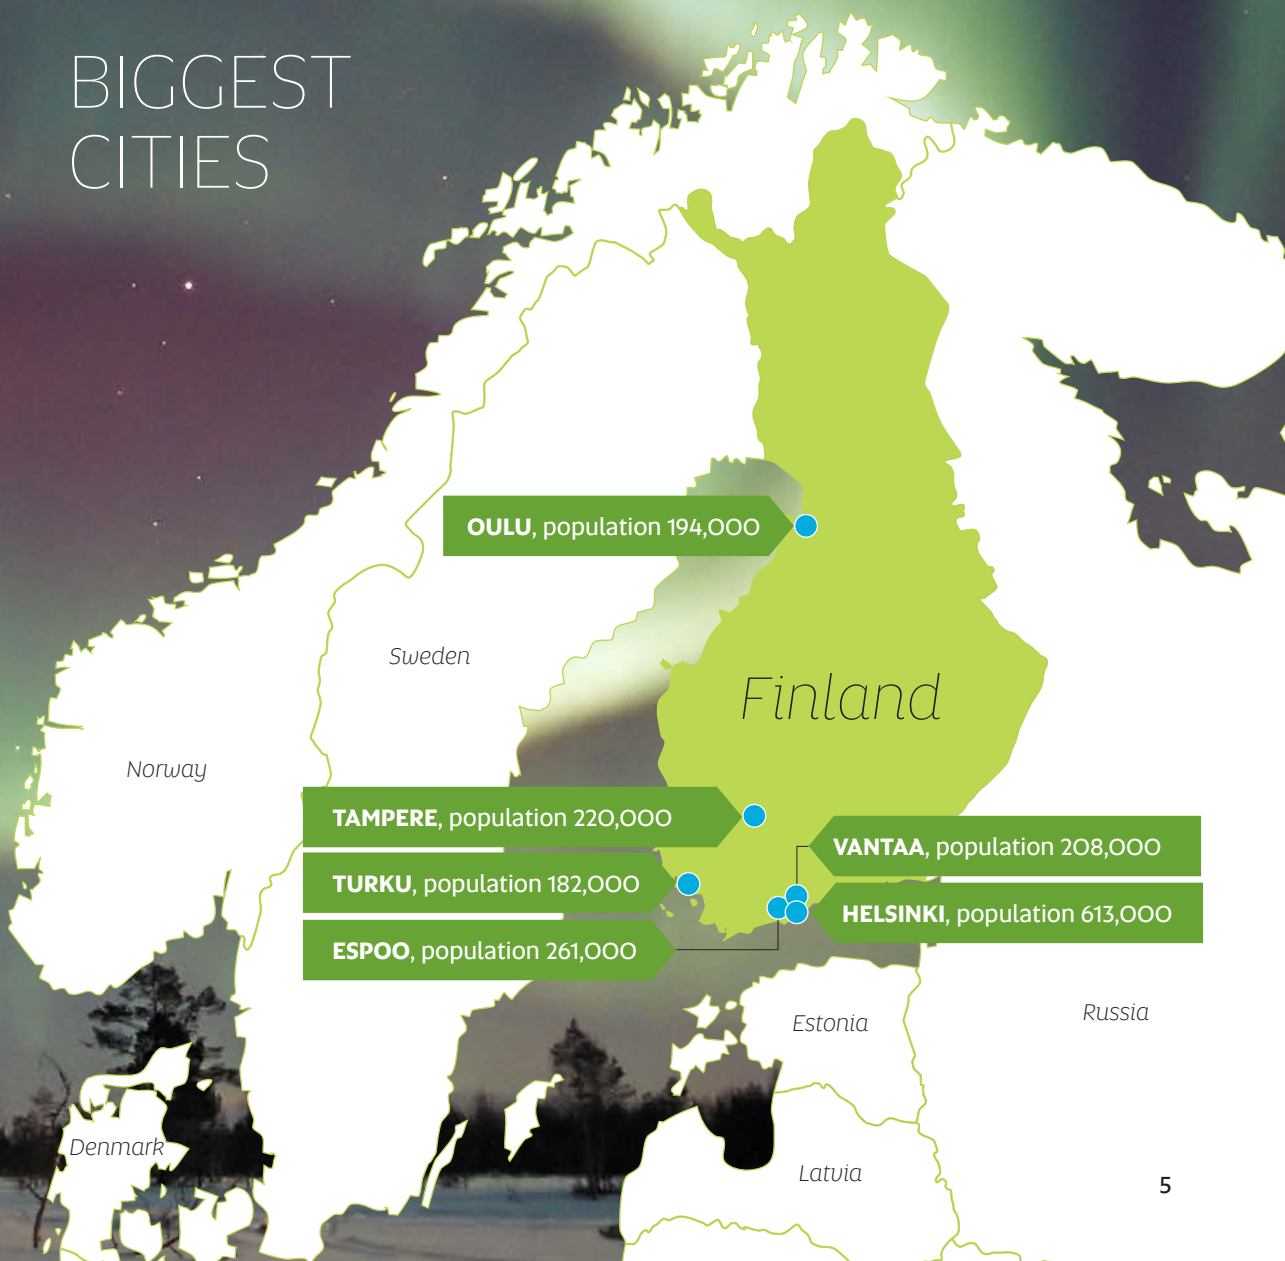 BIGGEST
CITIES
OULU, population 194,000
Sweden
Finland
Norway
TAMPERE, population 220,000
VANTAA, population 208,000
TURKU, population 182,000
HELSINKI, population 613,000
ESPOO, population 261,000
Estonia
Russia
Denmark
Latvia
5